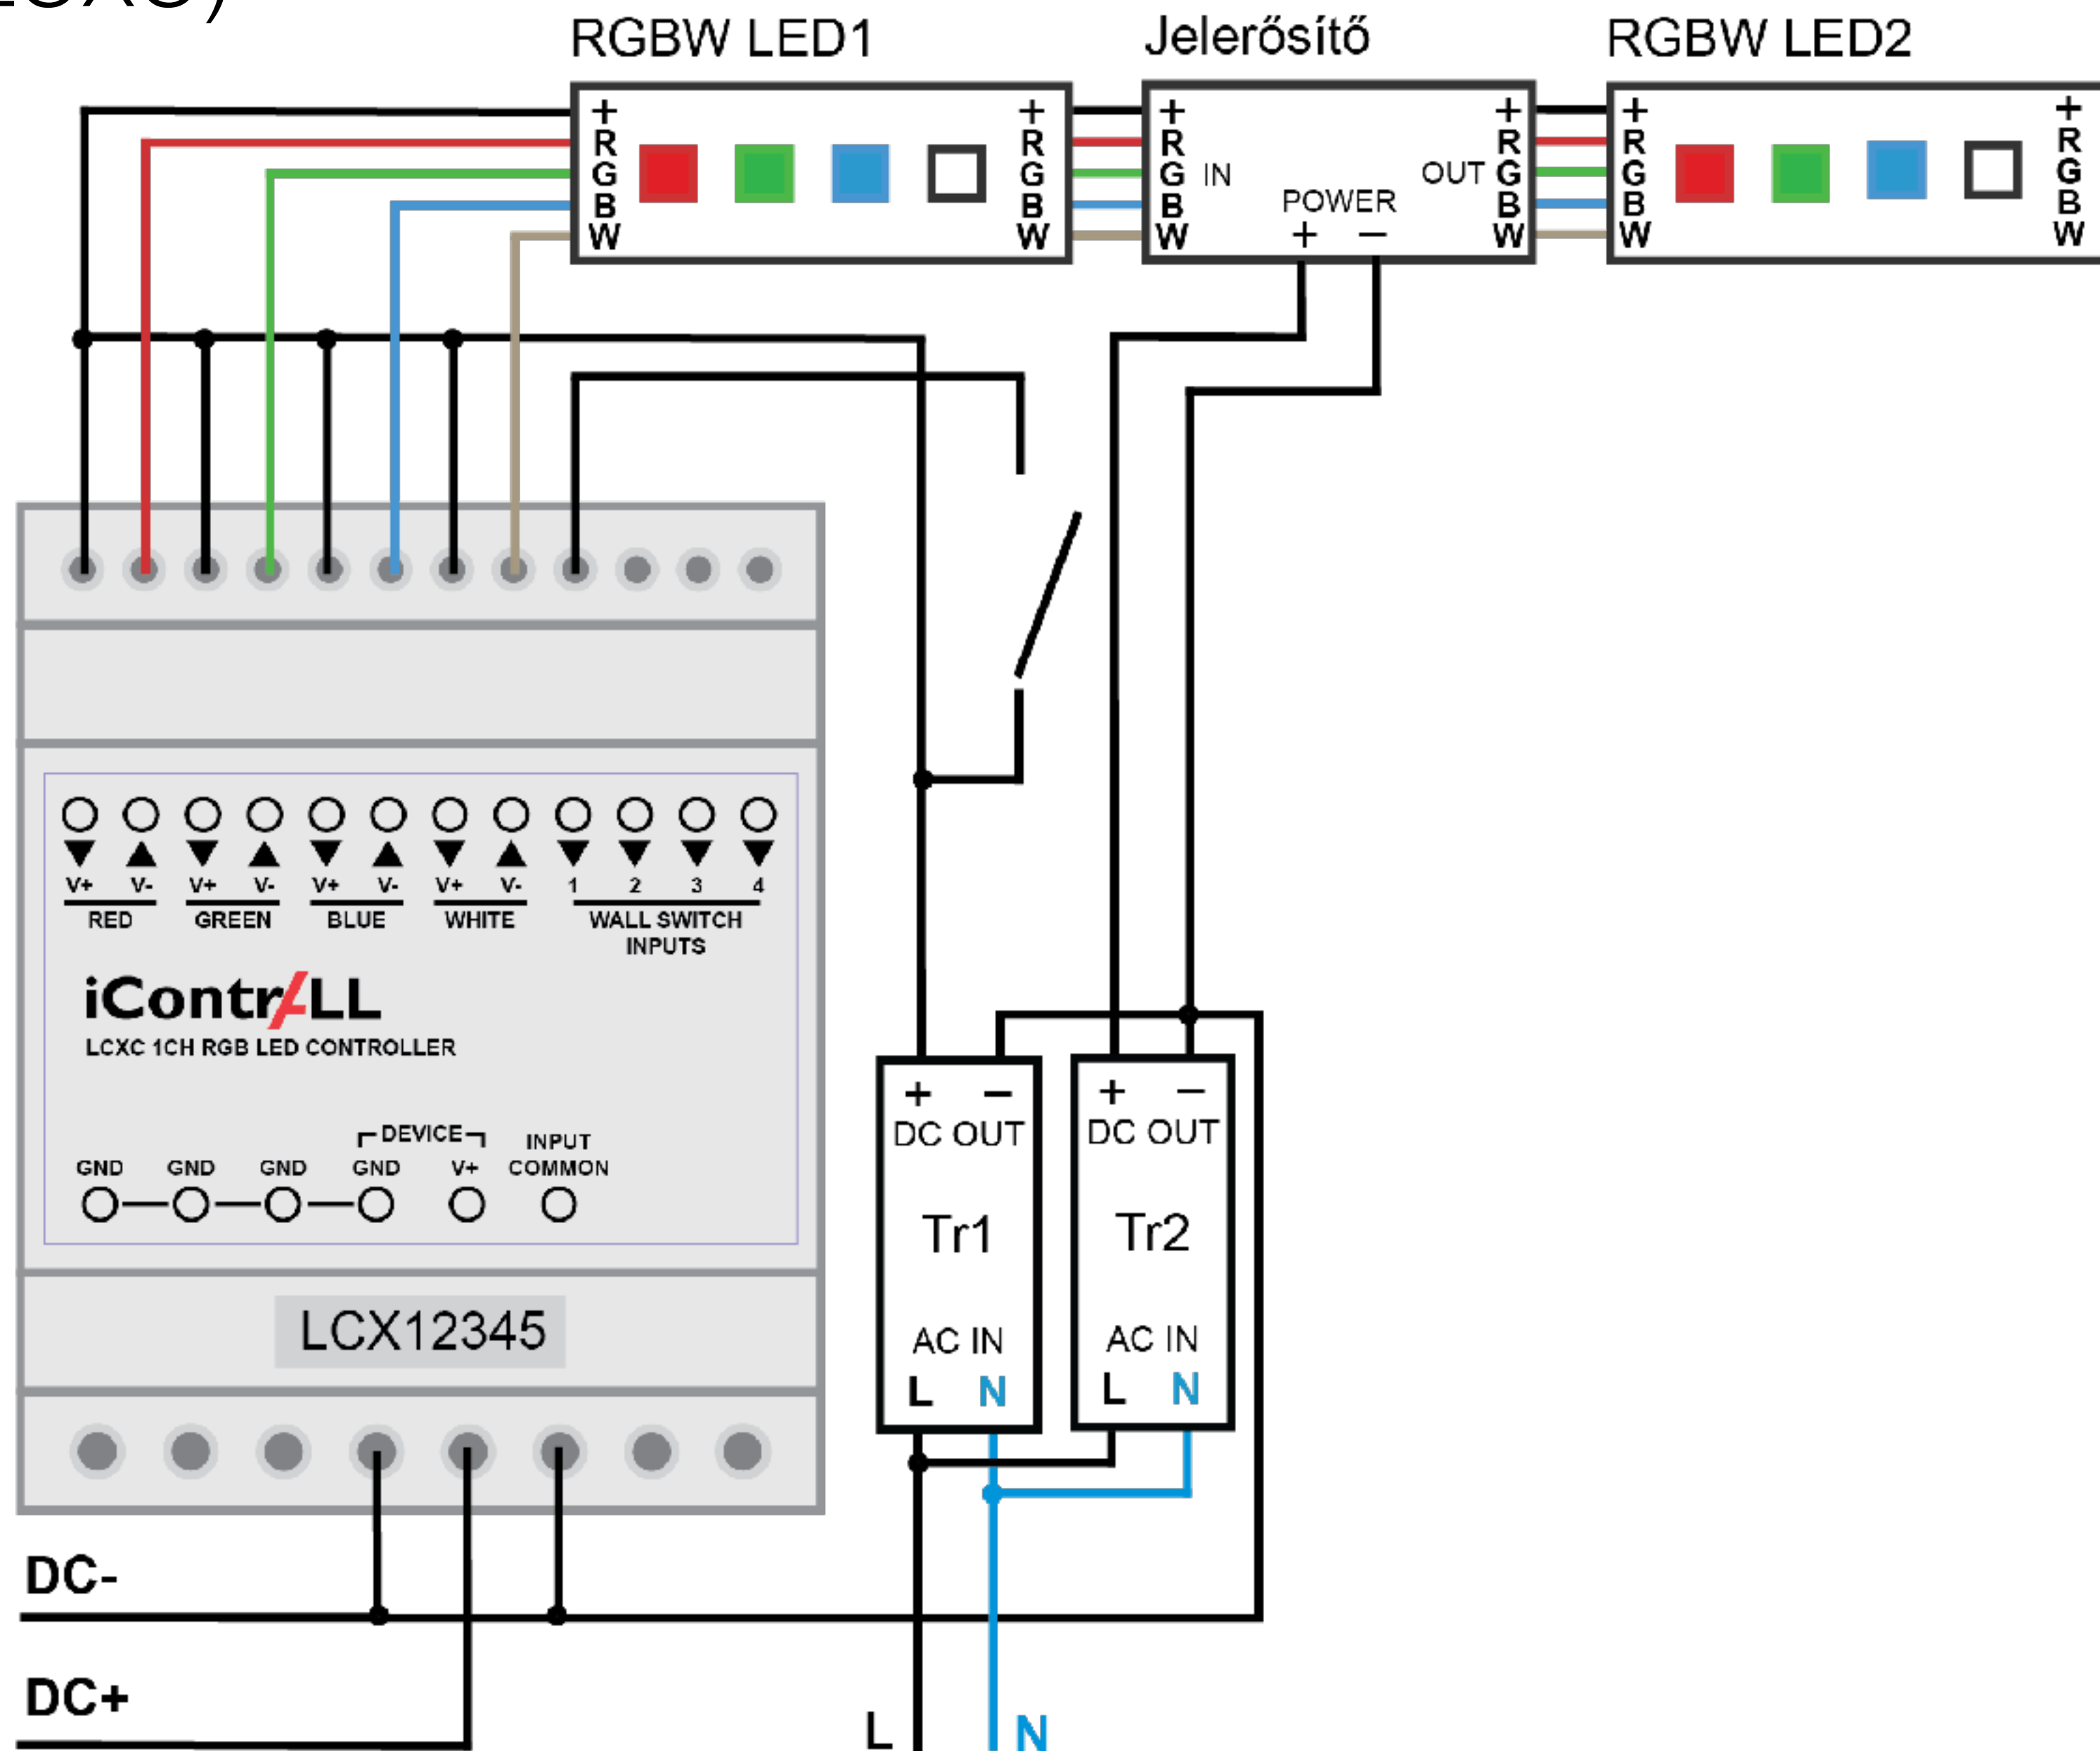 RGBW LED1
Jelerősítő
RGBW LED2
+ + + + +
R R R R R R
G G IN OUT G G G
B B B POWER B B B
W W W + − W W W
V+ V- V+ V- V+ V- V+ V- 1 2 3 4
RED GREEN BLUE WHITE WALL SWITCH
INPUTS
iContrALL
LCXC 1CH RGB LED CONTROLLER
DEVICE INPUT
GND GND GND GND V+ COMMON
LCX12345
+ −
DC OUT
Tr1
AC IN
L N
+ −
DC OUT
Tr2
AC IN
L N
DC-
DC+
L N